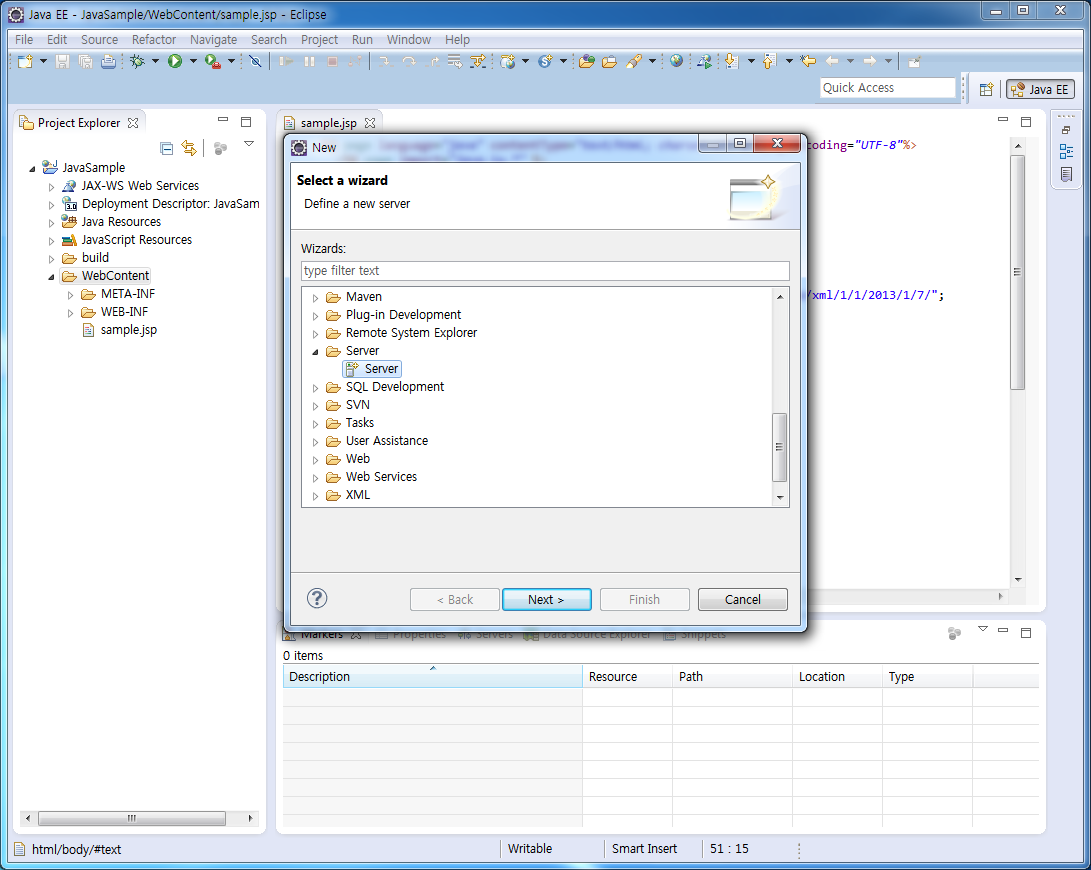 Java EE - JavaSample/WebContent/sample.jsp - Eclipse
File Edit Source Refactor Navigate Search Project Run Window Help
Quick Access
Java EE
Project Explorer
sample.jsp
JavaSample
JAX-WS Web Services
3.0 Deployment Descriptor: JavaSam
Java Resources
JavaScript Resources
build
WebContent
META-INF
WEB-INF
sample.jsp
coding="UTF-8"%>
/xml/1/1/2013/1/7/";
New
Select a wizard
Define a new server
Wizards:
type filter text
Maven
Plug-in Development
Remote System Explorer
Server
Server
SQL Development
SVN
Tasks
User Assistance
Web
Web Services
XML
?
< Back Next > Finish Cancel
Markers Properties Servers Data Source Explorer Snippets
0 items
Description Resource Path Location Type
html/body/#text Writable Smart Insert 51 : 15